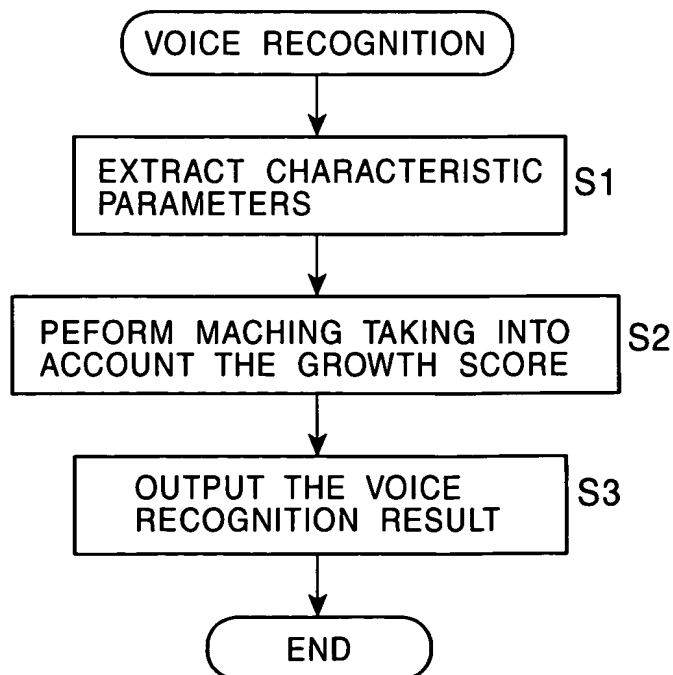 VOICE RECOGNITION
EXTRACT CHARACTERISTIC
PARAMETERS
S1
PEFORM MACHING TAKING INTO
ACCOUNT THE GROWTH SCORE
S2
OUTPUT THE VOICE
RECOGNITION RESULT
S3
END